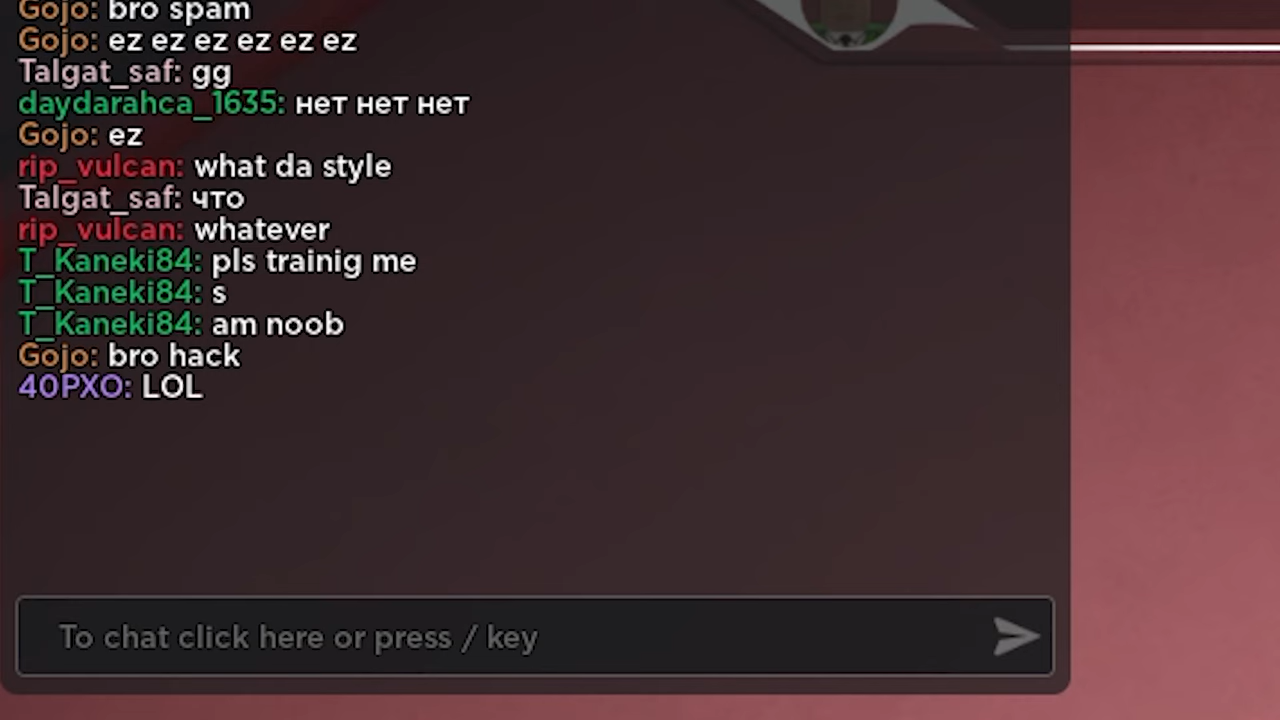 Gojo: bro spam
Gojo: ez ez ez ez ez ez
Talgat_saf: gg
daydarahca_1635: нет нет нет
Gojo: ez
rip_vulcan: what da style
Talgat_saf: что
rip_vulcan: whatever
T_Kaneki84: pls trainig me
T_Kaneki84: s
T_Kaneki84: am noob
Gojo: bro hack
40PXO: LOL
To chat click here or press / key